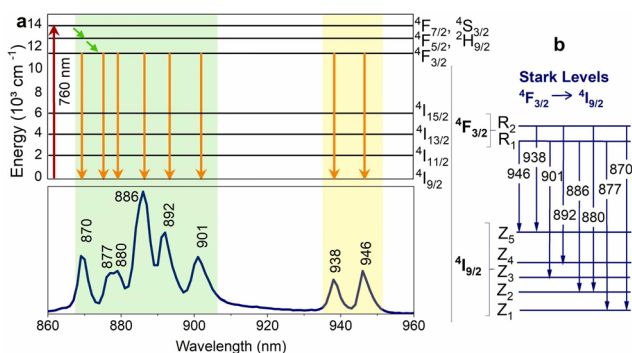 a
Energy (10³ cm⁻¹)
14
12
10
8
6
4
2
0
760 nm
⁴F₇/₂, ⁴S₃/₂
⁴F₅/₂, ²H₉/₂
⁴F₃/₂
⁴I₁₅/₂
⁴I₁₃/₂
⁴I₁₁/₂
⁴I₉/₂
870
877
880
886
892
901
938
946
860
880
900
920
940
960
Wavelength (nm)
b
Stark Levels
⁴F₃/₂ → ⁴I₉/₂
⁴F₃/₂
R₂
R₁
946
938
901
892
886
880
877
870
⁴I₉/₂
Z₅
Z₄
Z₃
Z₂
Z₁